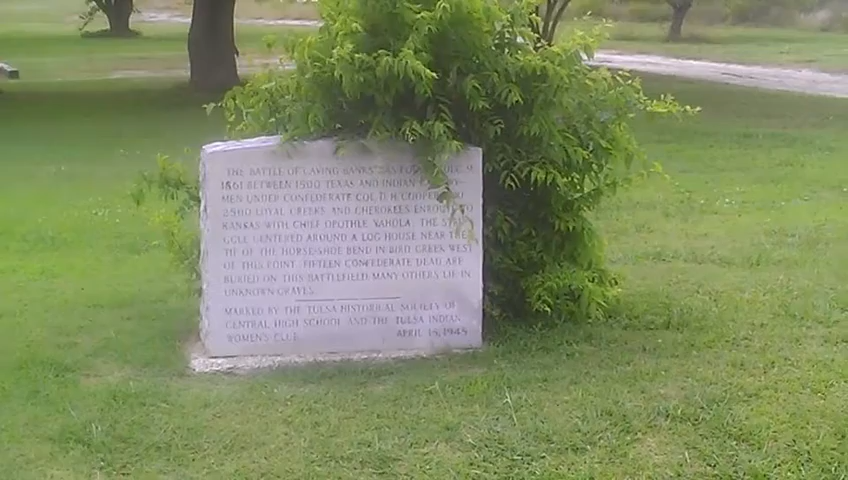 THE BATTLE OF CAVING BANKS WAS FOUGHT
1861 BETWEEN 1500 TEXAS AND INDIAN
MEN UNDER CONFEDERATE COL. D. H. COOPER AND
2500 LOYAL CREEKS AND CHEROKEES ENROUTE TO
KANSAS WITH CHIEF OPOTHLE YAHOLA. THE STRUG-
GLE CENTERED AROUND A LOG HOUSE NEAR THE
TIP OF THE HORSE-SHOE BEND IN BIRD CREEK WEST
OF THIS POINT. FIFTEEN CONFEDERATE DEAD ARE
BURIED ON THIS BATTLEFIELD. MANY OTHERS LIE IN
UNKNOWN GRAVES.
MARKED BY THE TULSA HISTORICAL SOCIETY OF
CENTRAL HIGH SCHOOL AND THE TULSA INDIAN
WOMEN'S CLUB. APRIL 18, 1948